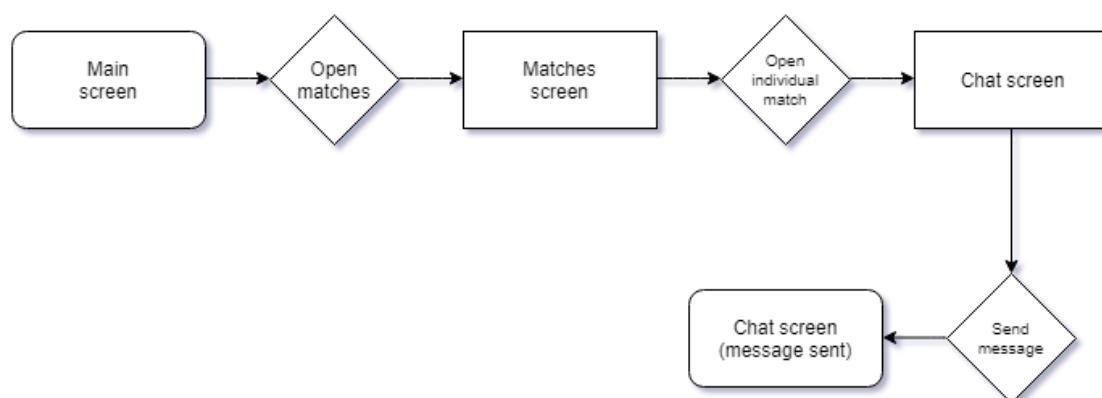 Main
screen
Open
matches
Matches
screen
Open
individual
match
Chat screen
Send
message
Chat screen
(message sent)